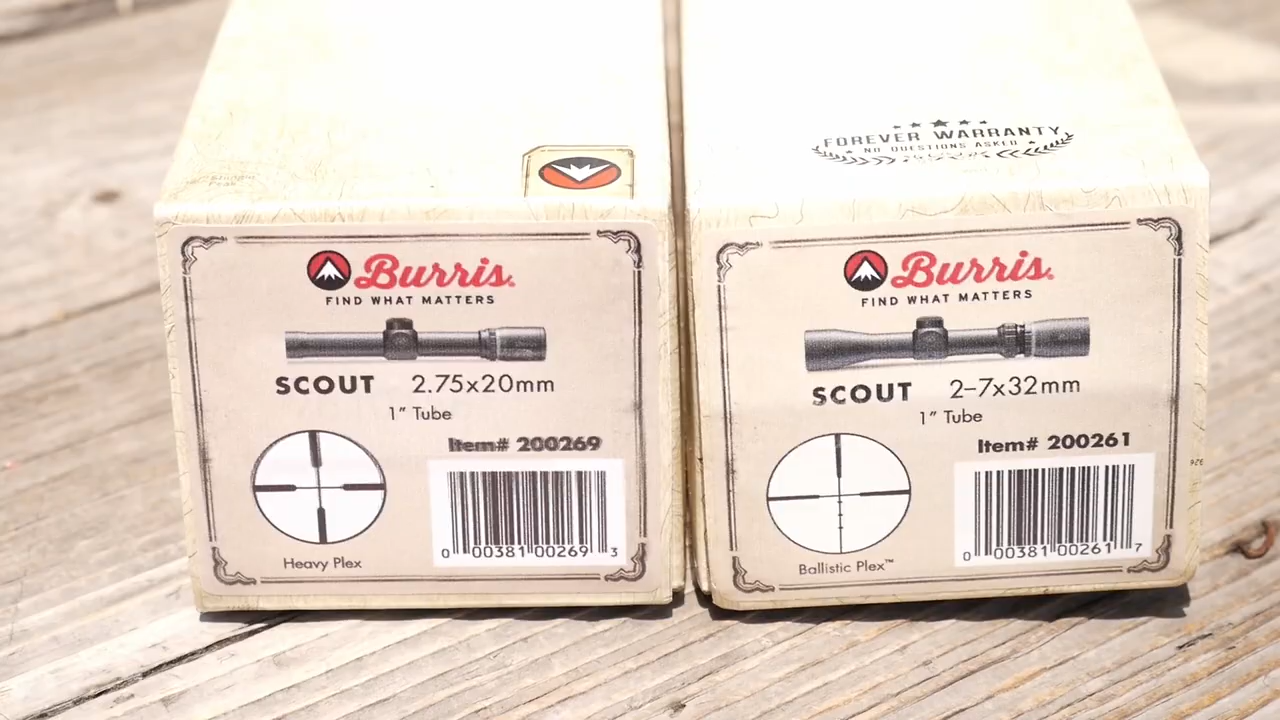 FOREVER WARRANTY
NO QUESTIONS ASKED
Burris.
FIND WHAT MATTERS
SCOUT 2.75x20mm
1" Tube
Item# 200269
Heavy Plex
0 00381 00269 3
Burris.
FIND WHAT MATTERS
SCOUT 2–7x32mm
1" Tube
Item# 200261
Ballistic Plex™
0 00381 00261 7